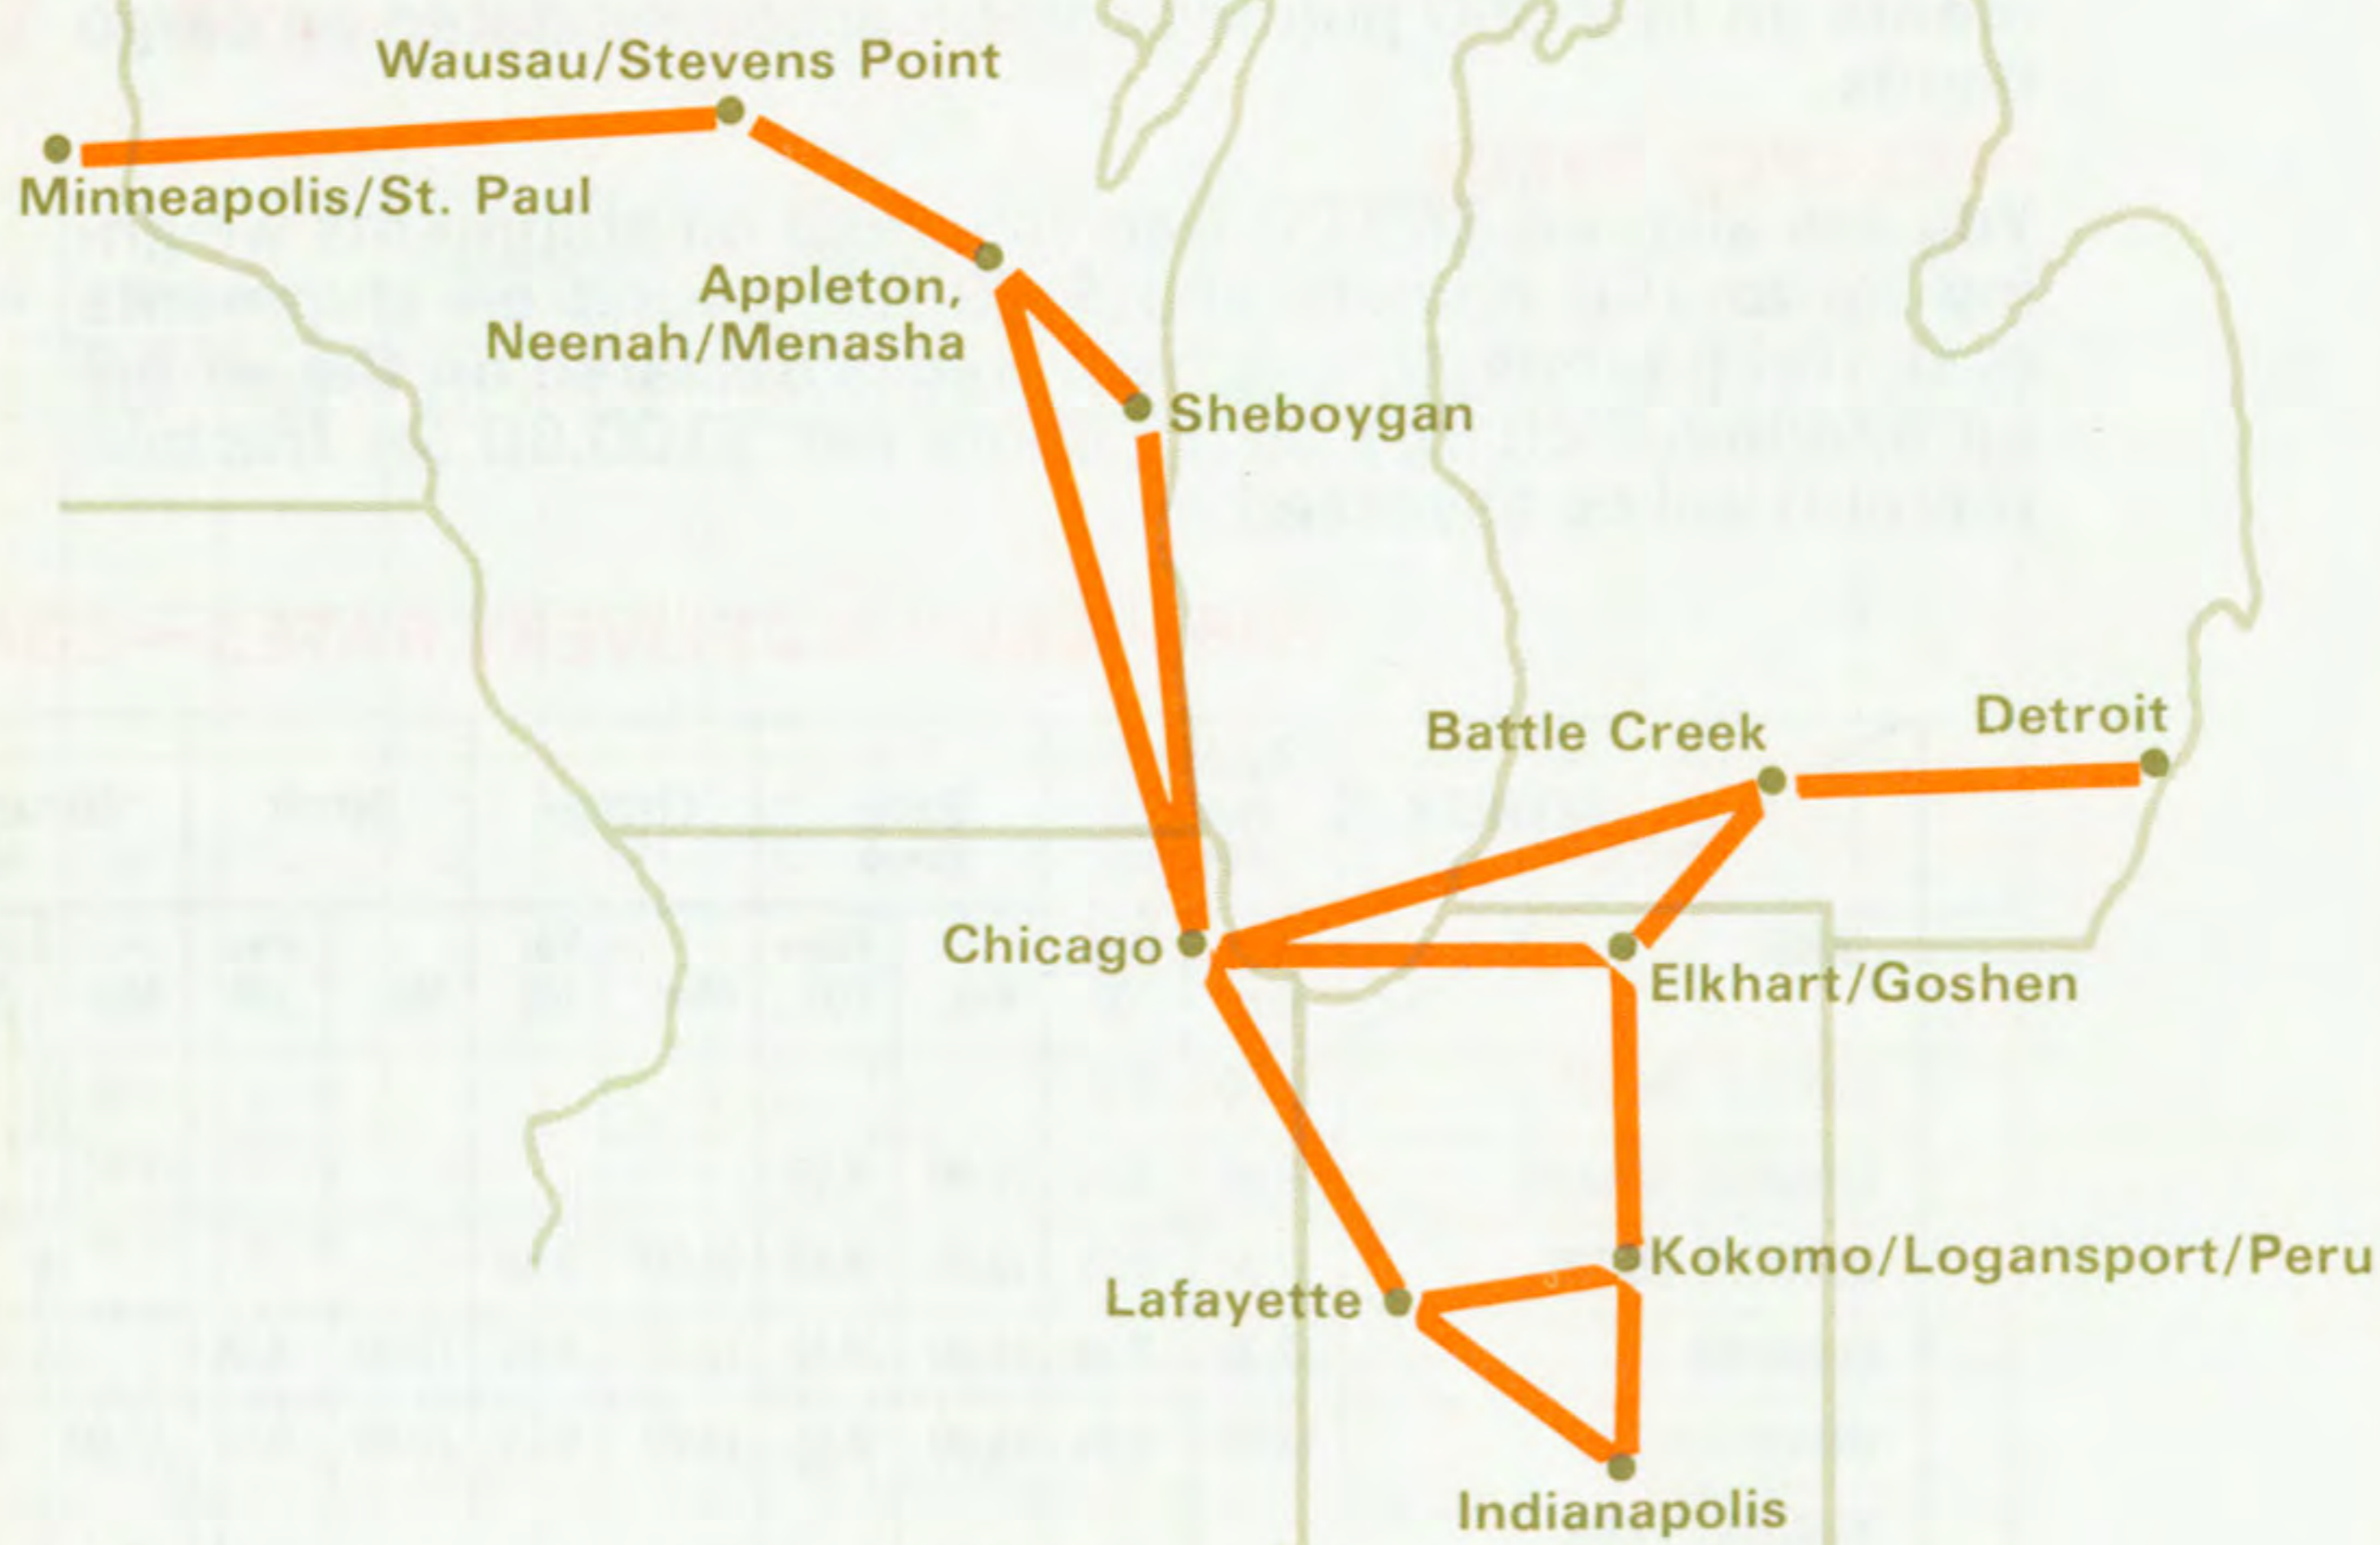 Wausau/Stevens Point
Minneapolis/St. Paul
Appleton,
Neenah/Menasha
Sheboygan
Battle Creek
Detroit
Chicago
Elkhart/Goshen
Kokomo/Logansport/Peru
Lafayette
Indianapolis